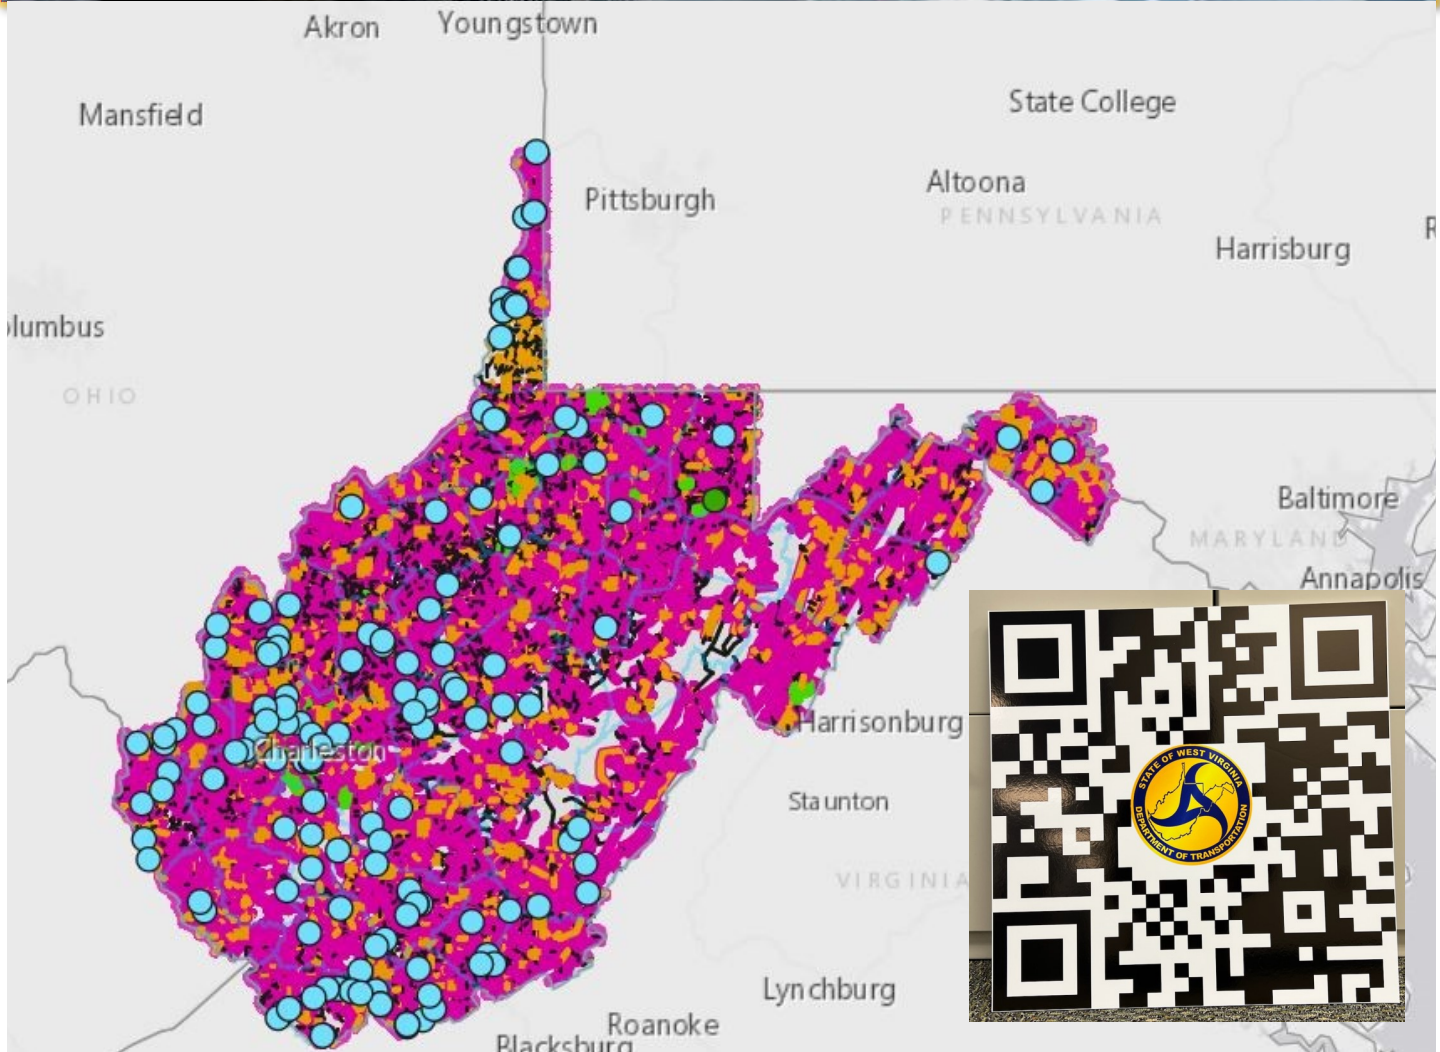 Akron
Youngstown
Mansfield
State College
Pittsburgh
Altoona
PENNSYLVANIA
Harrisburg
R
olumbus
OHIO
Baltimore
MARYLAND
Annapolis
Harrisonburg
Charleston
STATE OF WEST VIRGINIA
DEPARTMENT OF TRANSPORTATION
Staunton
VIRGINIA
Lynchburg
Roanoke
Blacksburg